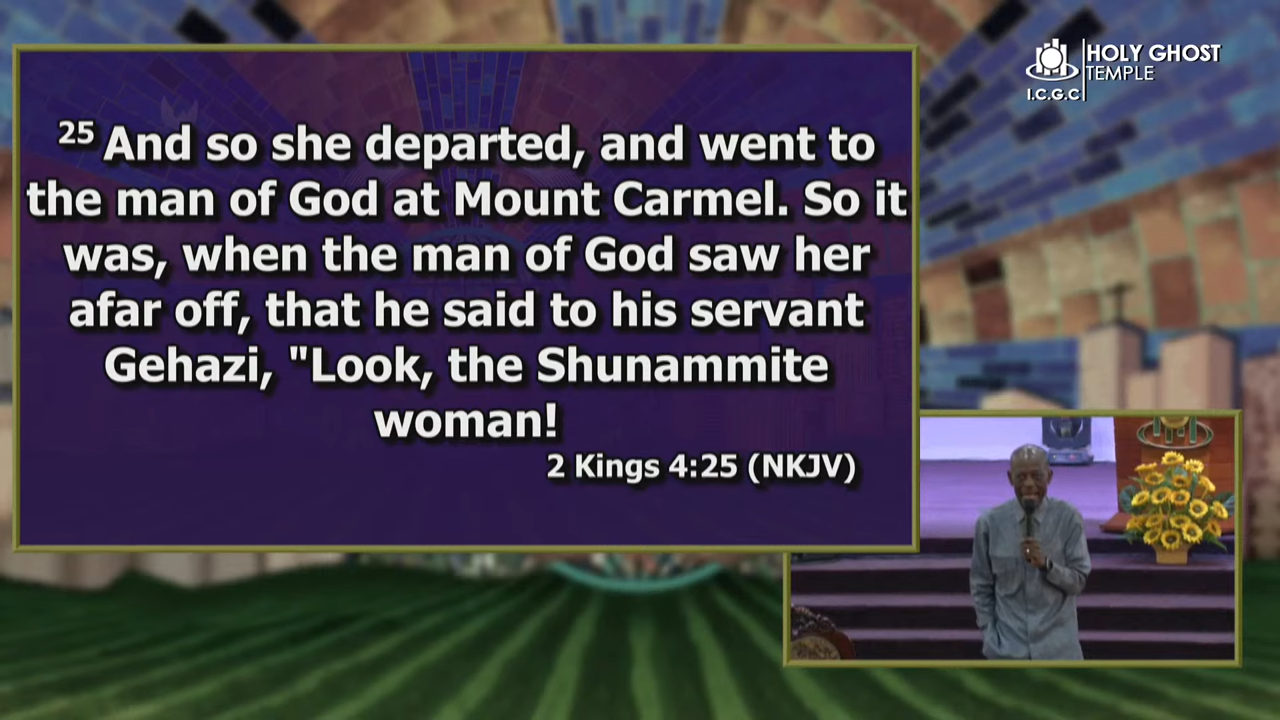 HOLY GHOST
TEMPLE
I.C.G.C
25 And so she departed, and went to
the man of God at Mount Carmel. So it
was, when the man of God saw her
afar off, that he said to his servant
Gehazi, "Look, the Shunammite
woman!
2 Kings 4:25 (NKJV)